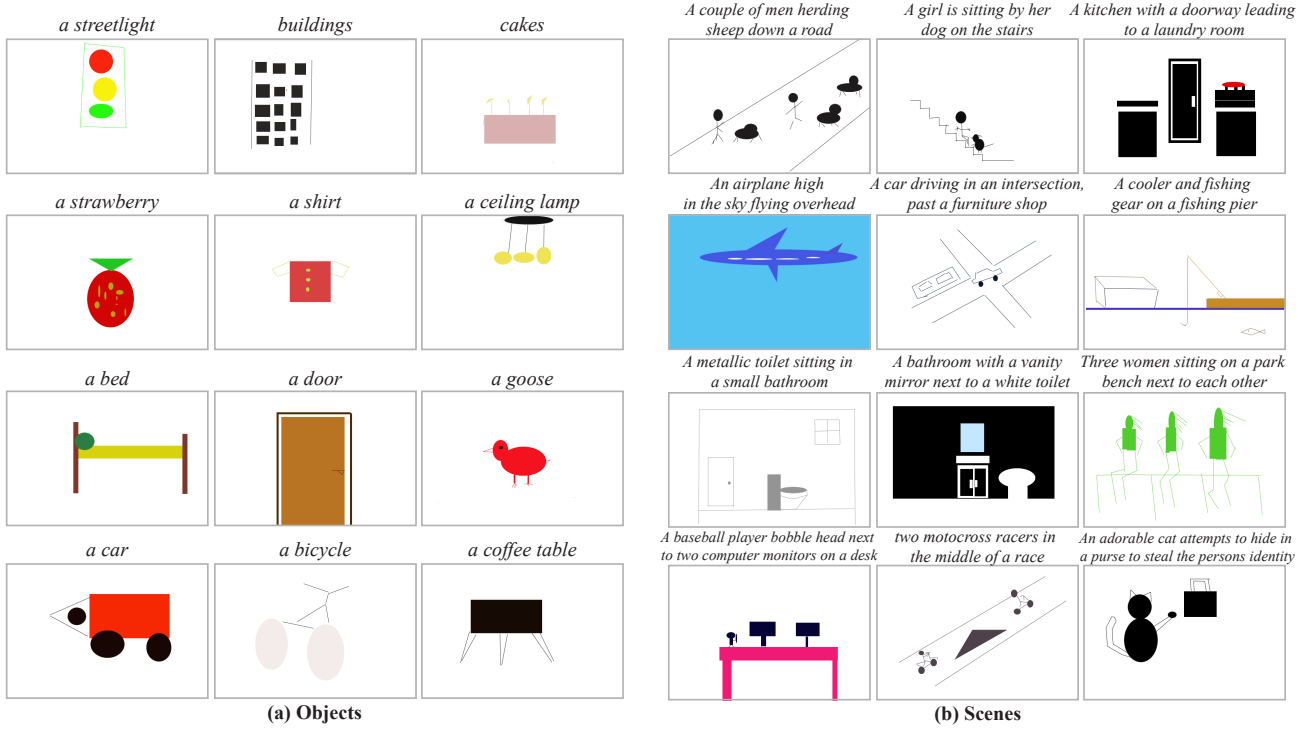 a streetlight
buildings
cakes
a strawberry
a shirt
a ceiling lamp
a bed
a door
a goose
a car
a bicycle
a coffee table
(a) Objects
A couple of men herding
sheep down a road
A girl is sitting by her
dog on the stairs
A kitchen with a doorway leading
to a laundry room
An airplane high
in the sky flying overhead
A car driving in an intersection,
past a furniture shop
A cooler and fishing
gear on a fishing pier
A metallic toilet sitting in
a small bathroom
A bathroom with a vanity
mirror next to a white toilet
Three women sitting on a park
bench next to each other
A baseball player bobble head next
to two computer monitors on a desk
two motocross racers in
the middle of a race
An adorable cat attempts to hide in
a purse to steal the persons identity
(b) Scenes